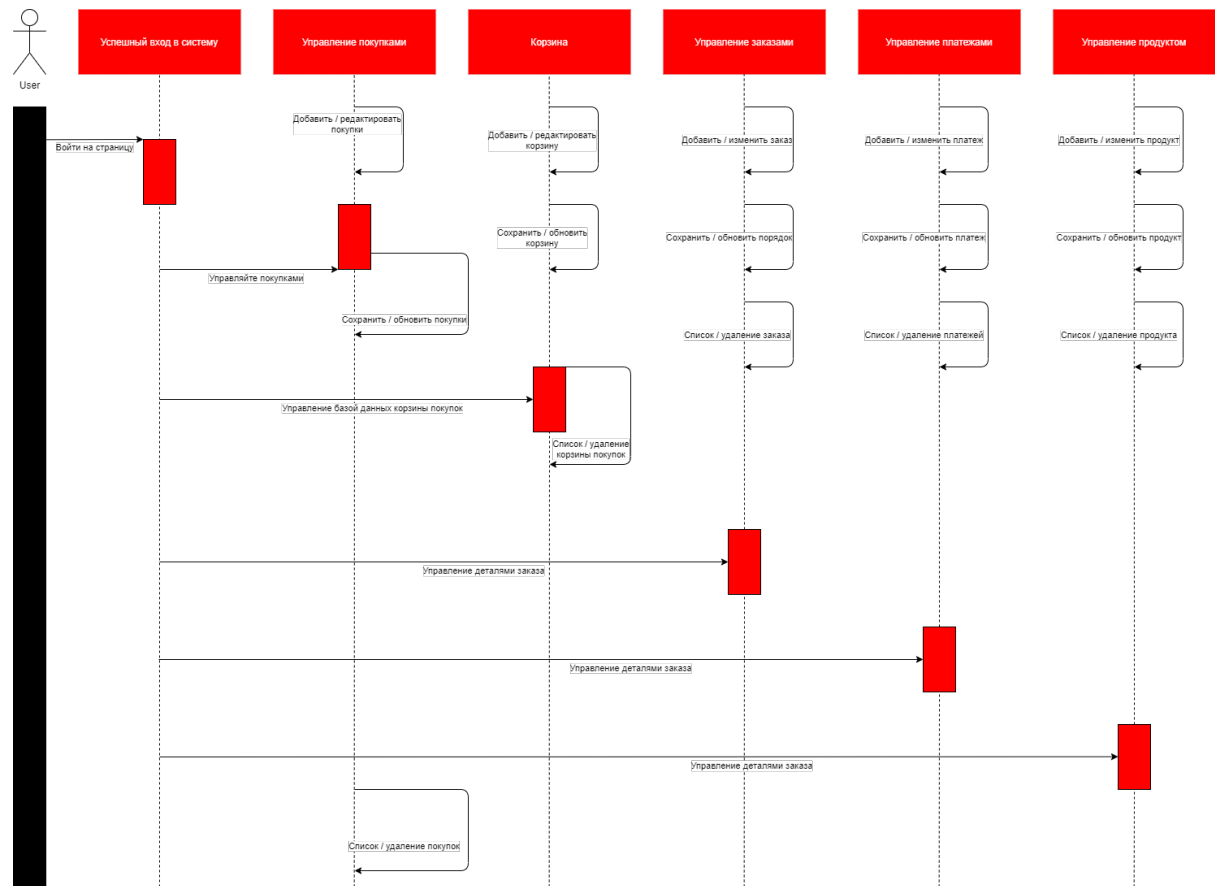 Успешный вход в систему
Управление покупками
Корзина
Управление заказами
Управление платежами
Управление продуктом
User
Добавить / редактировать
покупки
Добавить / редактировать
корзину
Добавить / изменить заказ
Добавить / изменить платеж
Добавить / изменить продукт
Войти на страницу
Сохранить / обновить
корзину
Сохранить / обновить порядок
Сохранить / обновить платеж
Сохранить / обновить продукт
Управляйте покупками
Сохранить / обновить покупки
Список / удаление заказа
Список / удаление платежей
Список / удаление продукта
Управление базой данных корзины покупок
Список / удаление
корзины покупок
Управление деталями заказа
Управление деталями заказа
Управление деталями заказа
Список / удаление покупок